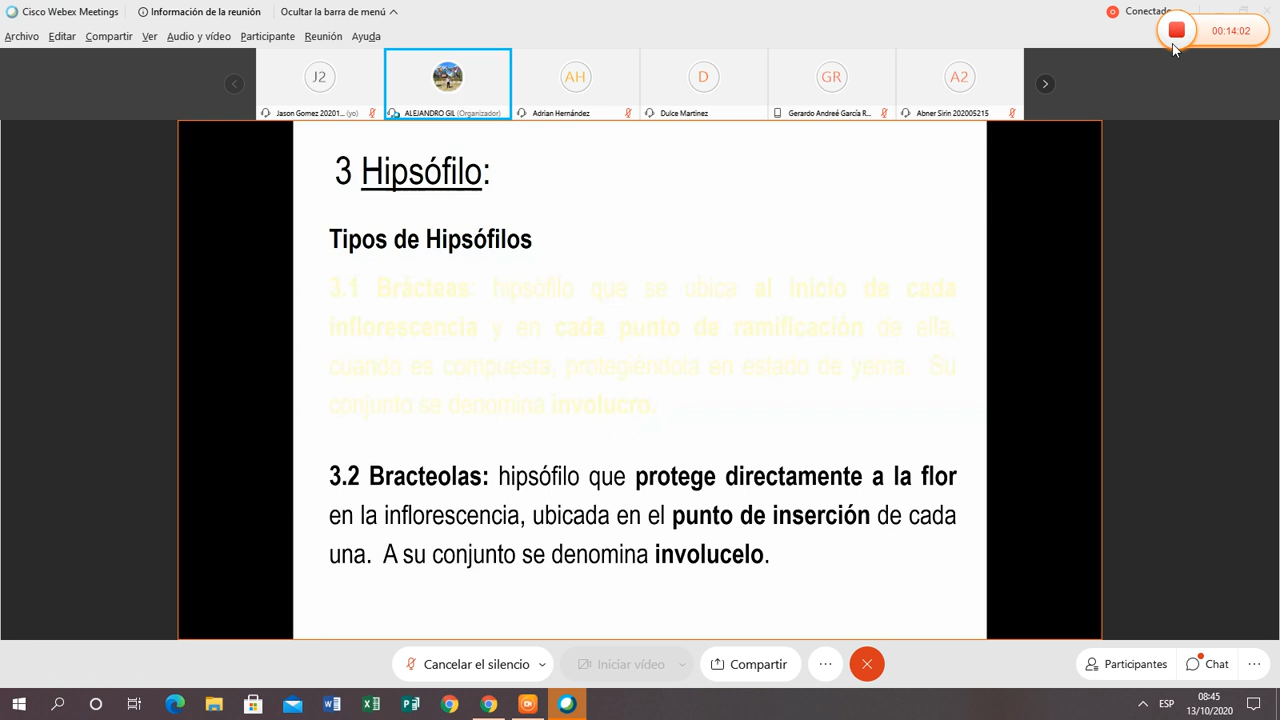 Cisco Webex Meetings
Información de la reunión
Ocultar la barra de menú
Conectado
00:14:02
Archivo Editar Compartir Ver Audio y vídeo Participante Reunión Ayuda
J2 AH D GR A2
Jason Gomez 20201... (yo) ALEJANDRO GIL (Organizador) Adrian Hernández Dulce Martinez Gerardo Andreé García R... Abner Sirin 202005215
3 Hipsófilo:
Tipos de Hipsófilos
3.1 Brácteas: hipsófilo que se ubica al inicio de cada
inflorescencia y en cada punto de ramificación de ella,
cuando es compuesta, protegiéndola en estado de yema. Su
conjunto se denomina involucro.
3.2 Bracteolas: hipsófilo que protege directamente a la flor
en la inflorescencia, ubicada en el punto de inserción de cada
una. A su conjunto se denomina involucelo.
Cancelar el silencio Iniciar vídeo Compartir Participantes Chat
08:45
ESP
13/10/2020